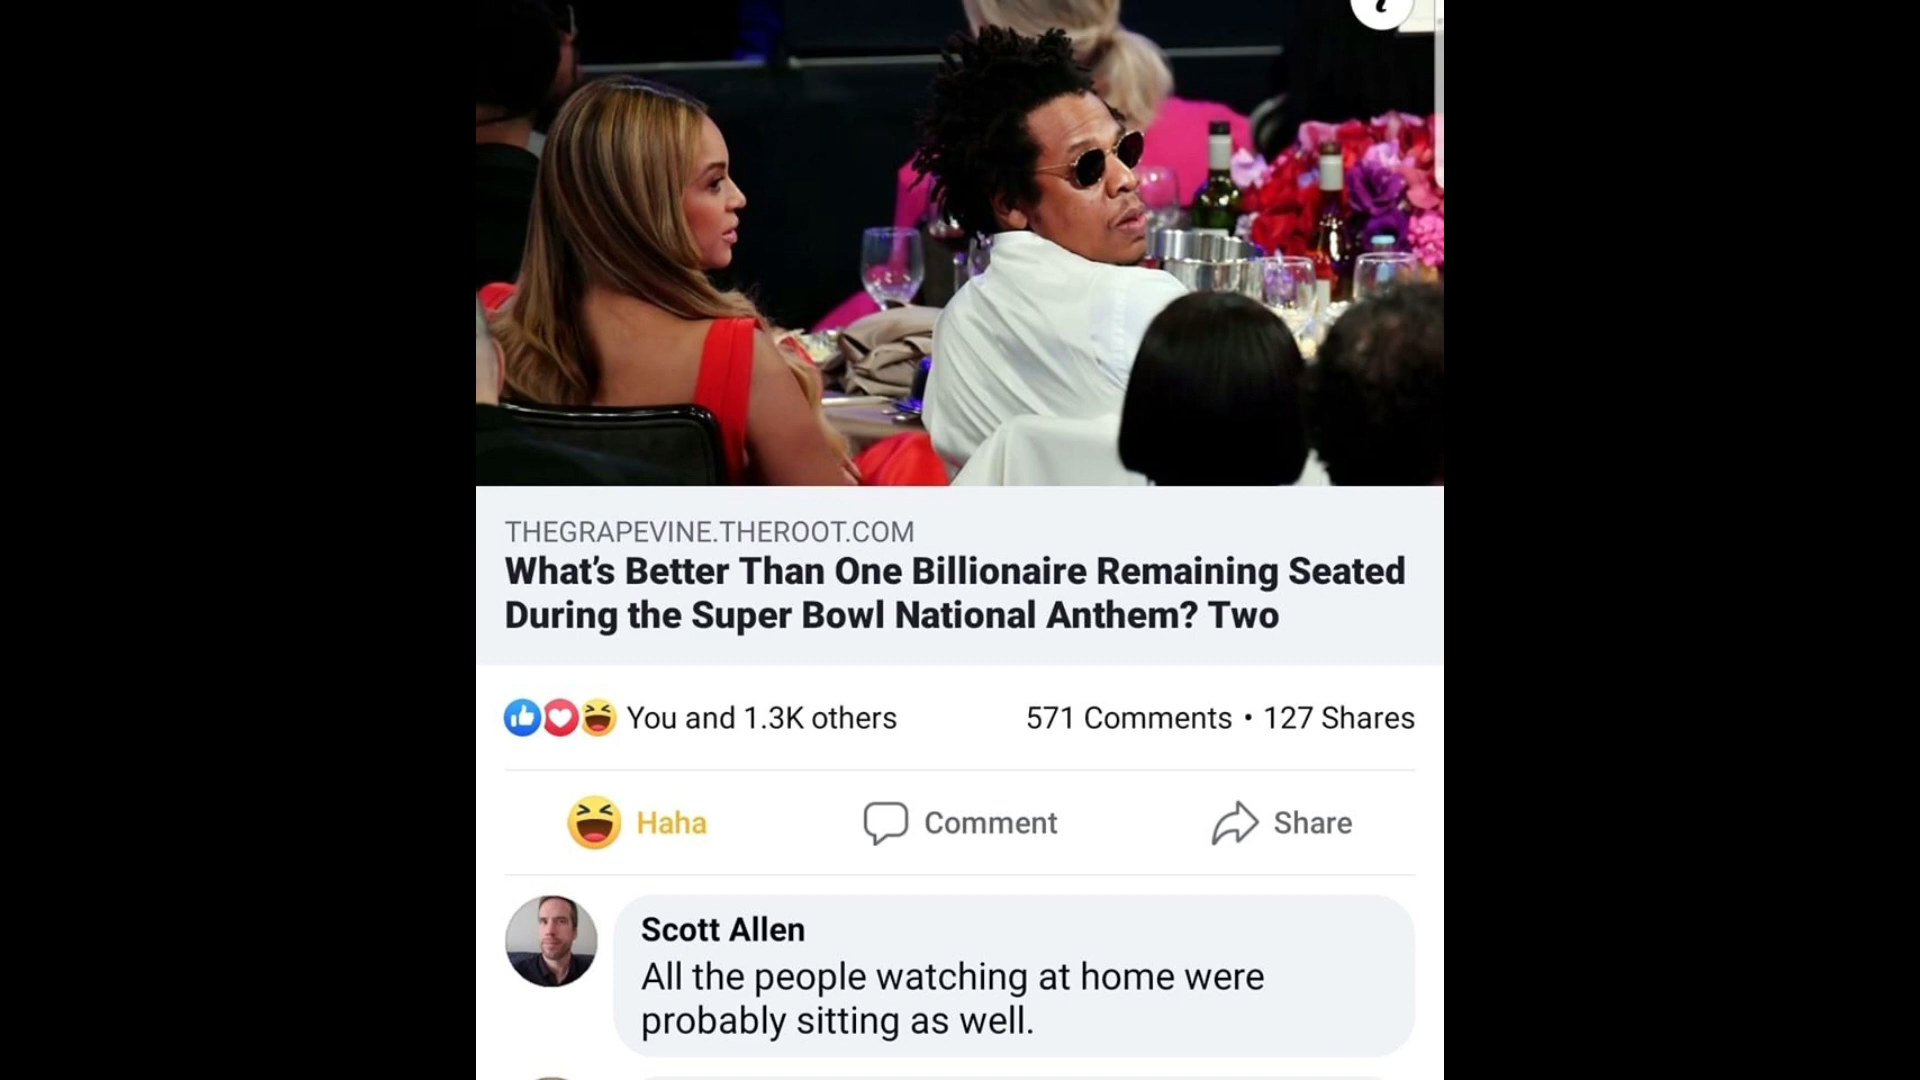 THEGRAPEVINE.THEROOT.COM
What's Better Than One Billionaire Remaining Seated
During the Super Bowl National Anthem? Two
You and 1.3K others
571 Comments • 127 Shares
Haha
Comment
Share
Scott Allen
All the people watching at home were
probably sitting as well.